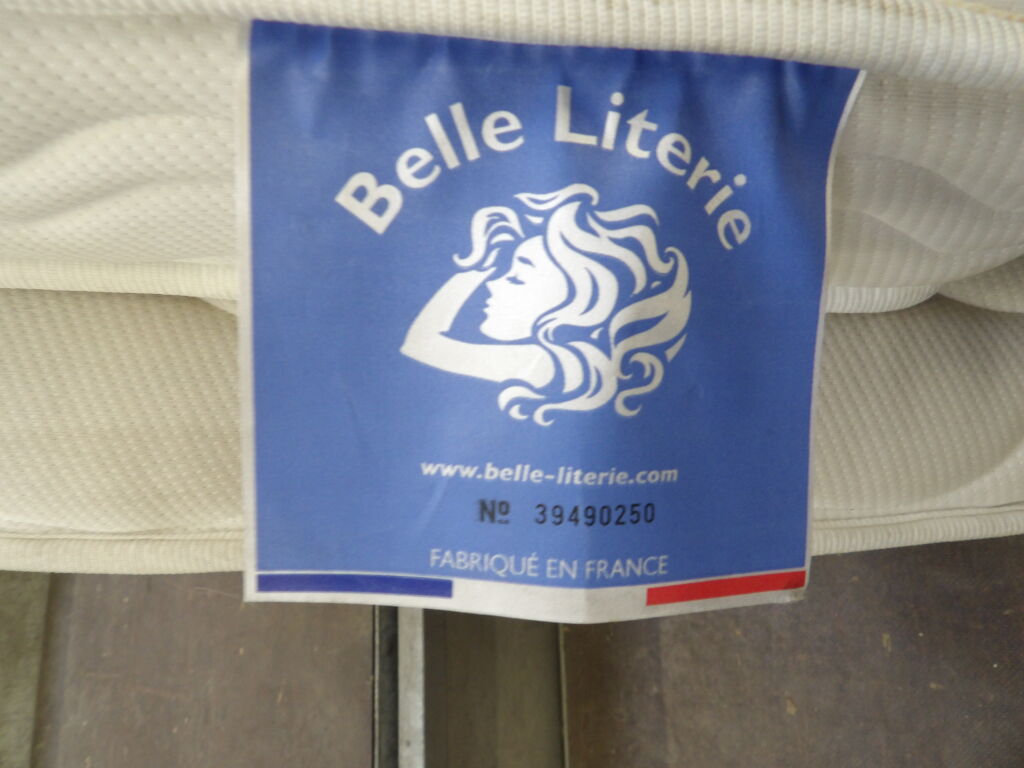 Belle Literie
www.belle-literie.com
Nº 39490250
FABRIQUÉ EN FRANCE